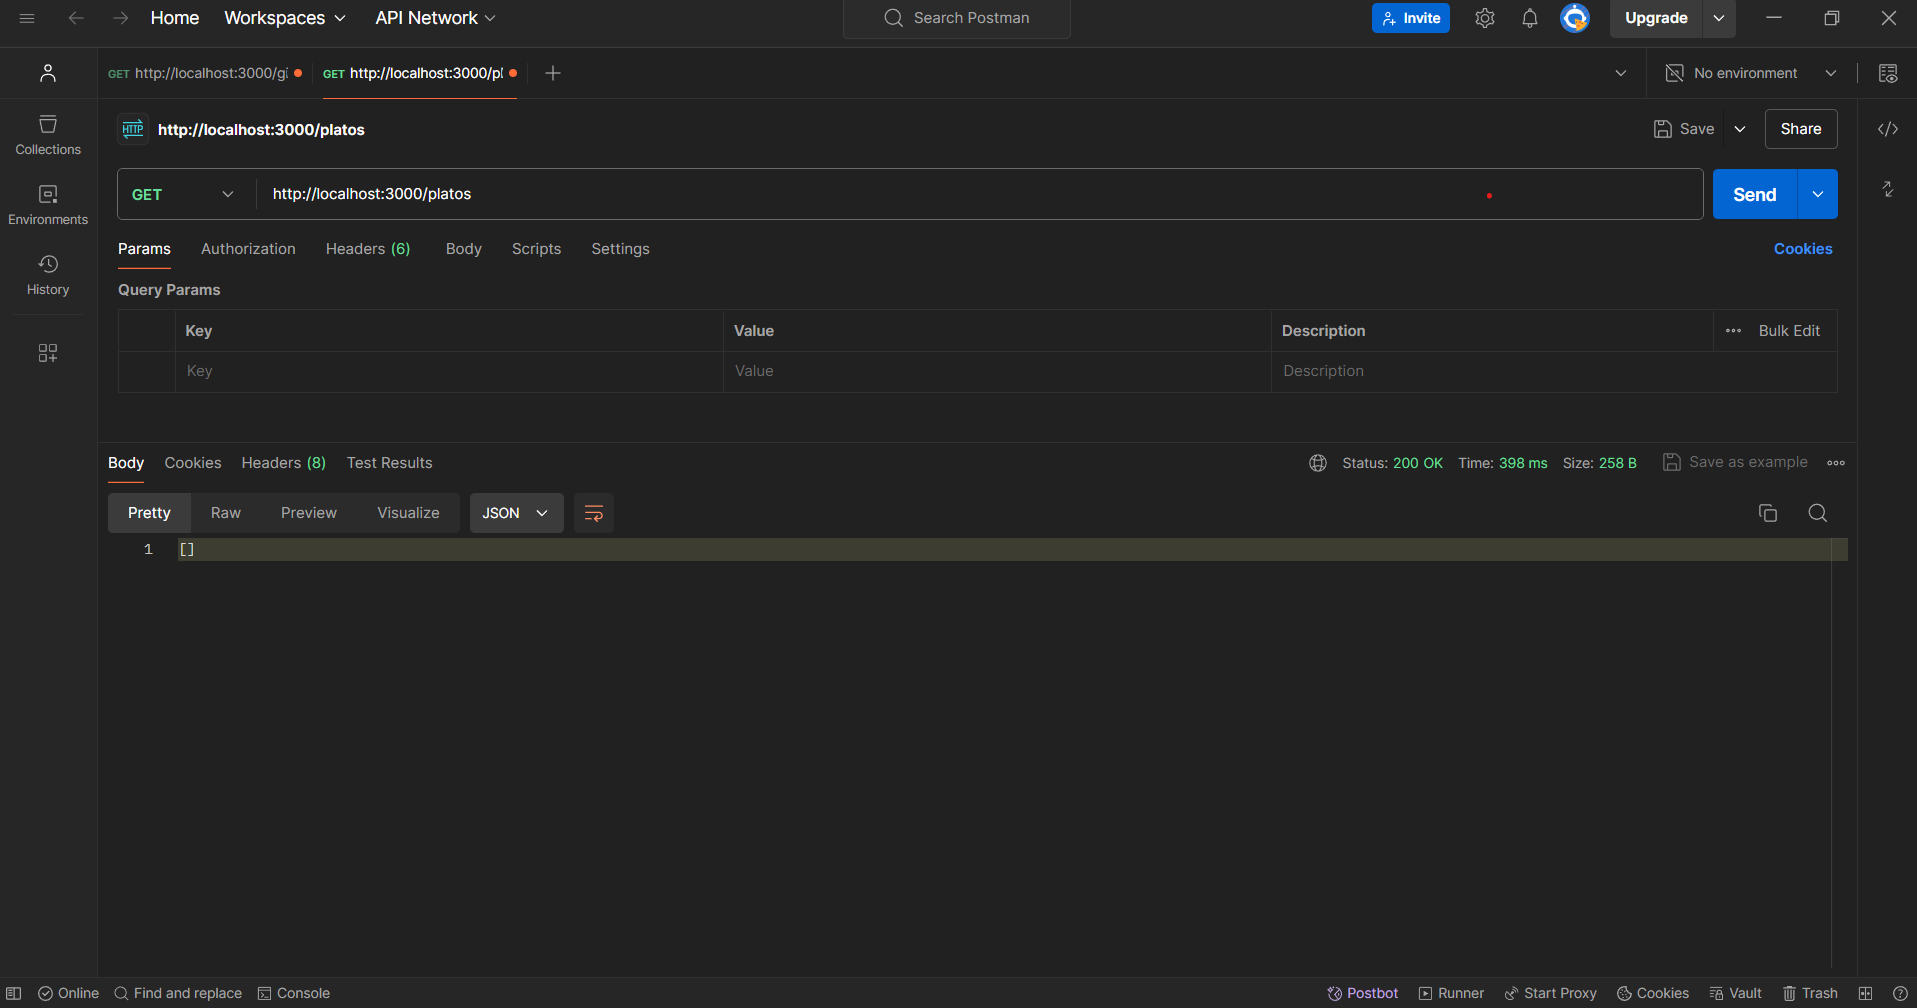 Home Workspaces API Network Search Postman Invite Upgrade
GET http://localhost:3000/gi GET http://localhost:3000/pl No environment
HTTP http://localhost:3000/platos Save Share
Collections
GET http://localhost:3000/platos Send
Environments
Params Authorization Headers (6) Body Scripts Settings Cookies
History
Query Params
Key Value Description Bulk Edit
Key Value Description
Body Cookies Headers (8) Test Results Status: 200 OK Time: 398 ms Size: 258 B Save as example
Pretty Raw Preview Visualize JSON
1 []
Online Find and replace Console Postbot Runner Start Proxy Cookies Vault Trash